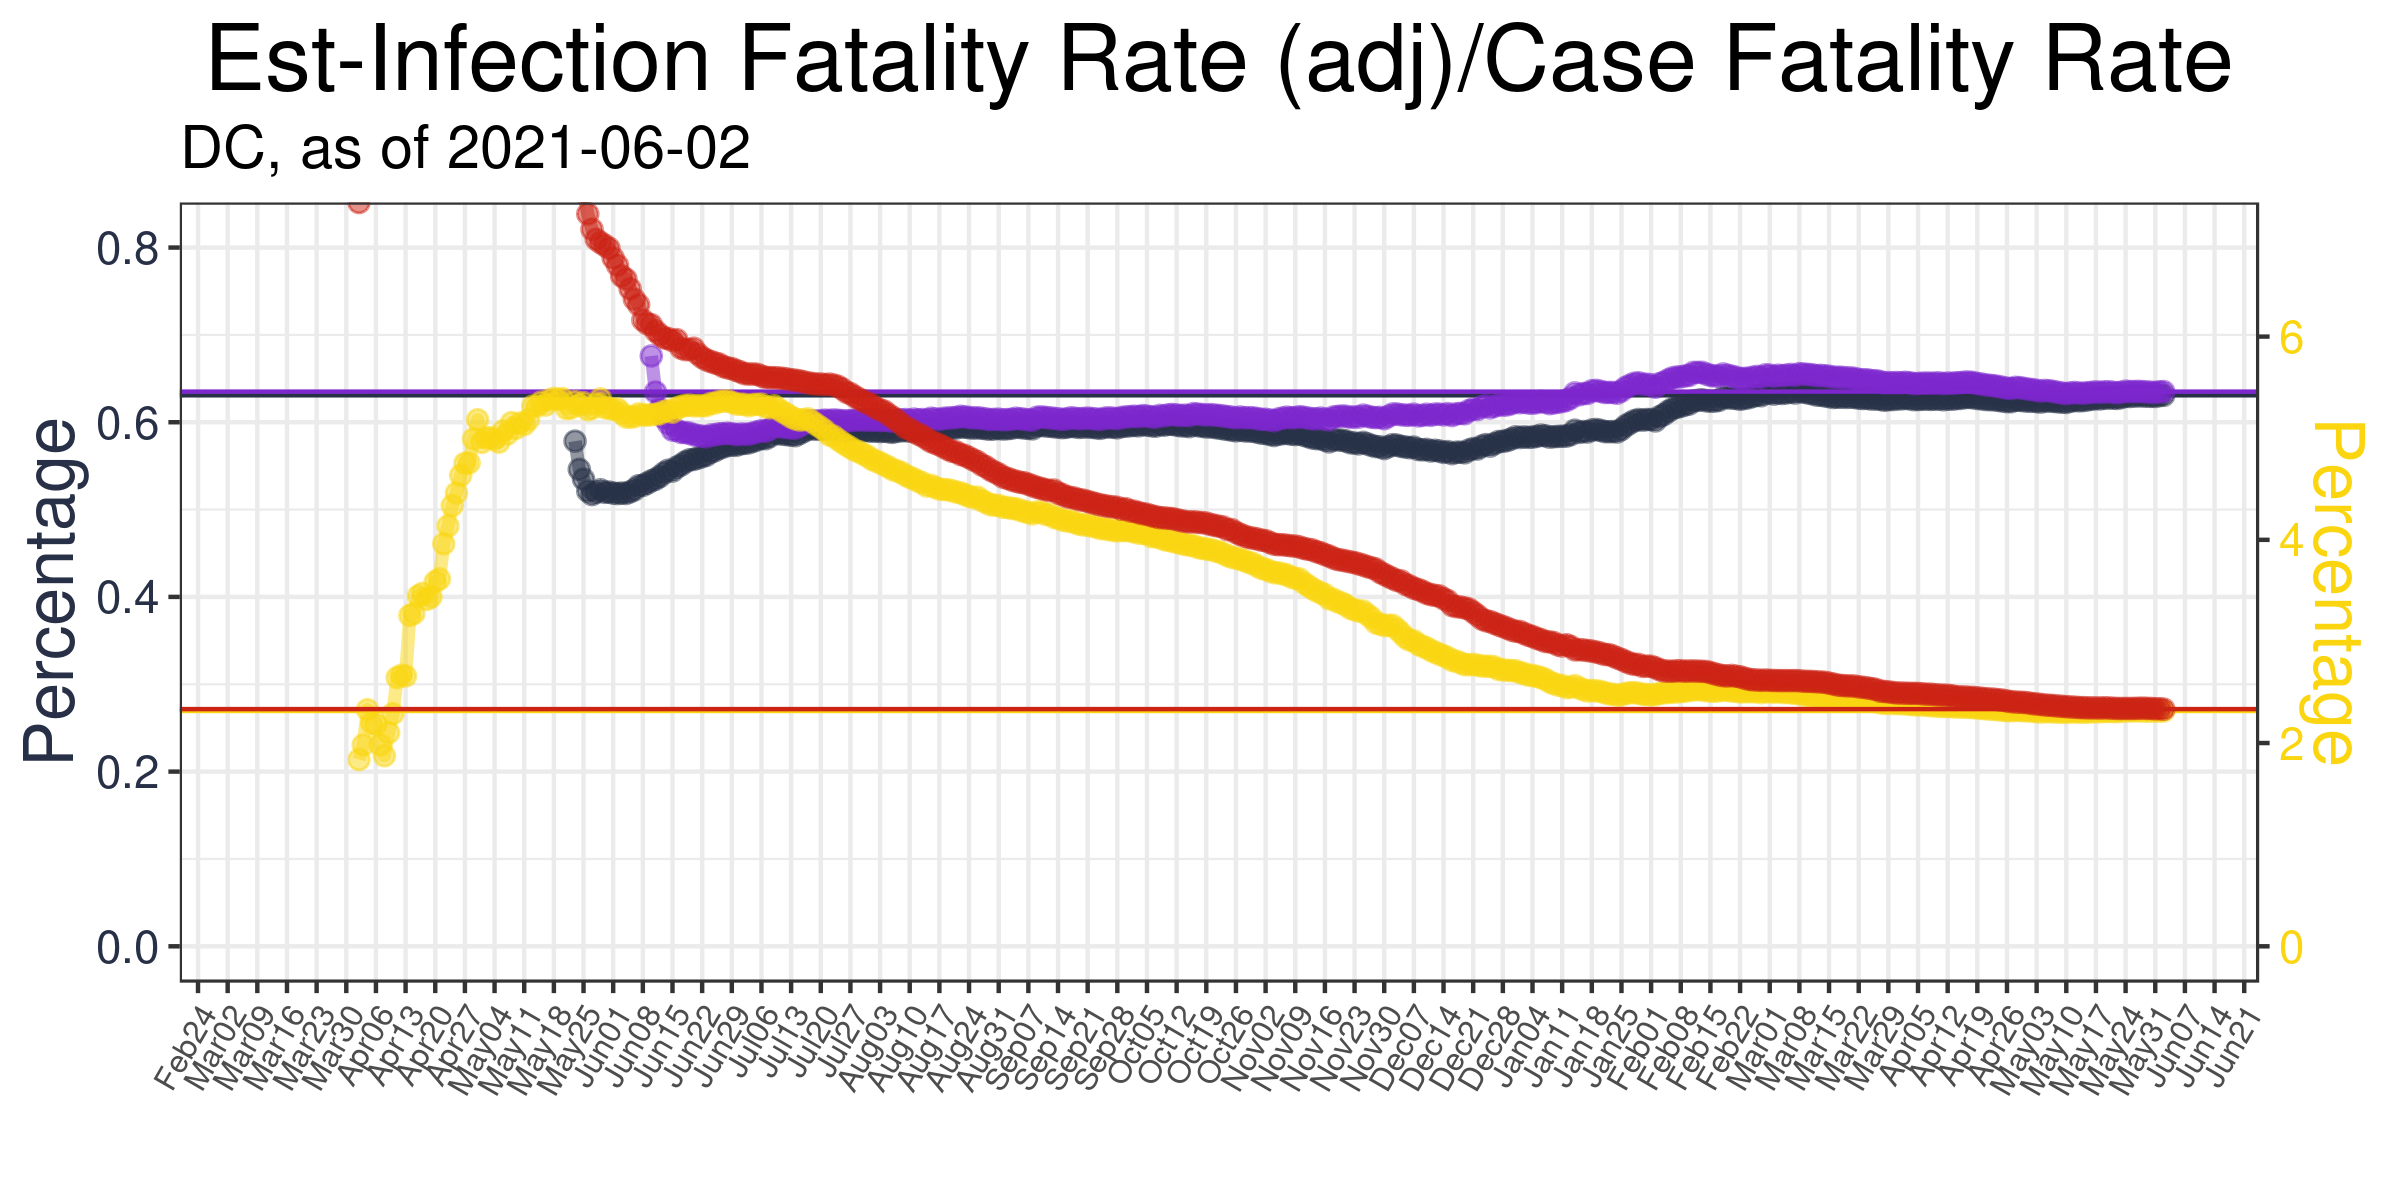 Est-Infection Fatality Rate (adj)/Case Fatality Rate
DC, as of 2021-06-02
Percentage
0.8
0.6
0.4
0.2
0.0
6
4
2
0
Percentage
Feb24 Mar02 Mar09 Mar16 Mar23 Mar30 Apr06 Apr13 Apr20 Apr27 May04 May11 May18 May25 Jun01 Jun08 Jun15 Jun22 Jun29 Jul06 Jul13 Jul20 Jul27 Aug03 Aug10 Aug17 Aug24 Aug31 Sep07 Sep14 Sep21 Sep28 Oct05 Oct12 Oct19 Oct26 Nov02 Nov09 Nov16 Nov23 Nov30 Dec07 Dec14 Dec21 Dec28 Jan04 Jan11 Jan18 Jan25 Feb01 Feb08 Feb15 Feb22 Mar01 Mar08 Mar15 Mar22 Mar29 Apr05 Apr12 Apr19 Apr26 May03 May10 May17 May24 May31 Jun07 Jun14 Jun21